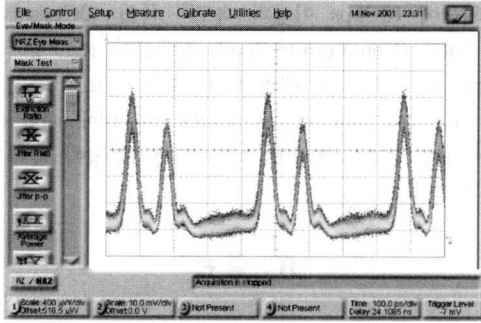 File Control Setup Measure Calibrate Utilities Help 14 Nov 2001 23:31
Eye/Mask Mode
NRZ Eye Meas
Mask Test
Extinction
Ratio
Jitter RMS
Jitter p-p
Average
Power
RZ / NRZ
Acquisition is stopped
1) Scale: 400 µW/div 2) Scale: 10.0 mV/div 3) Not Present 4) Not Present Time: 100.0 ps/div Trigger Level:
Offset: 518.5 µW Offset: 0.0 V Delay: 24.1095 ns -7 mV